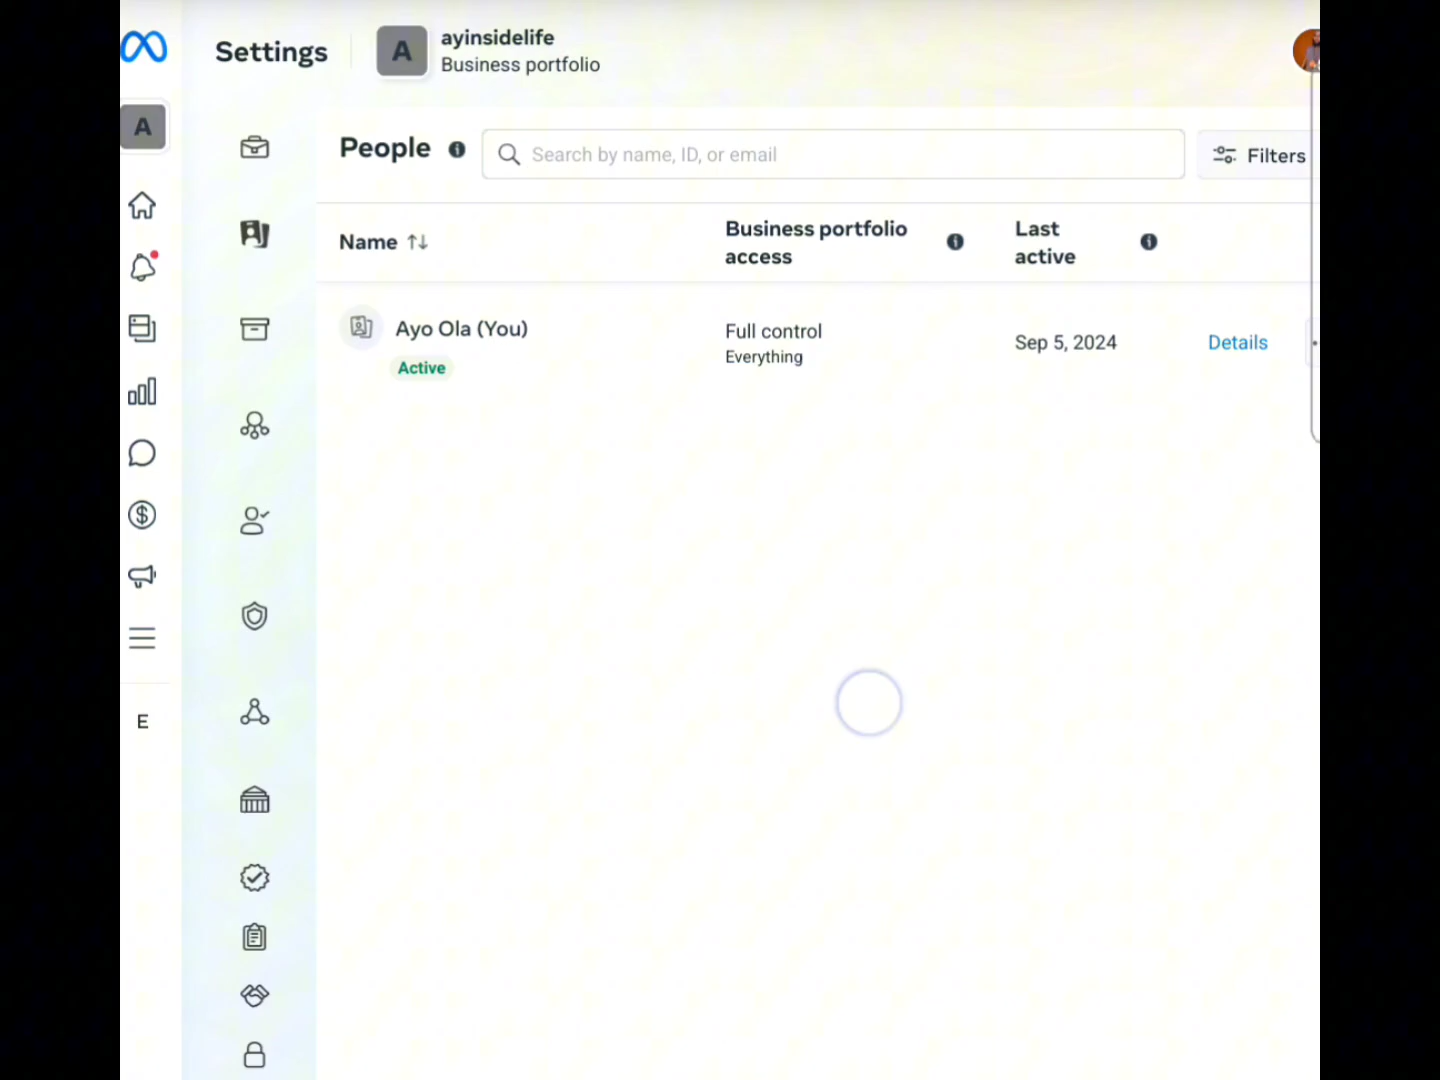 Settings
A
ayinsidelife
Business portfolio
A
People
Search by name, ID, or email
Filters
Name
Business portfolio
access
Last
active
Ayo Ola (You)
Active
Full control
Everything
Sep 5, 2024
Details
E